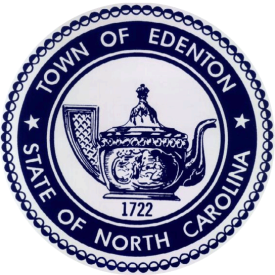 TOWN OF EDENTON
1722
STATE OF NORTH CAROLINA